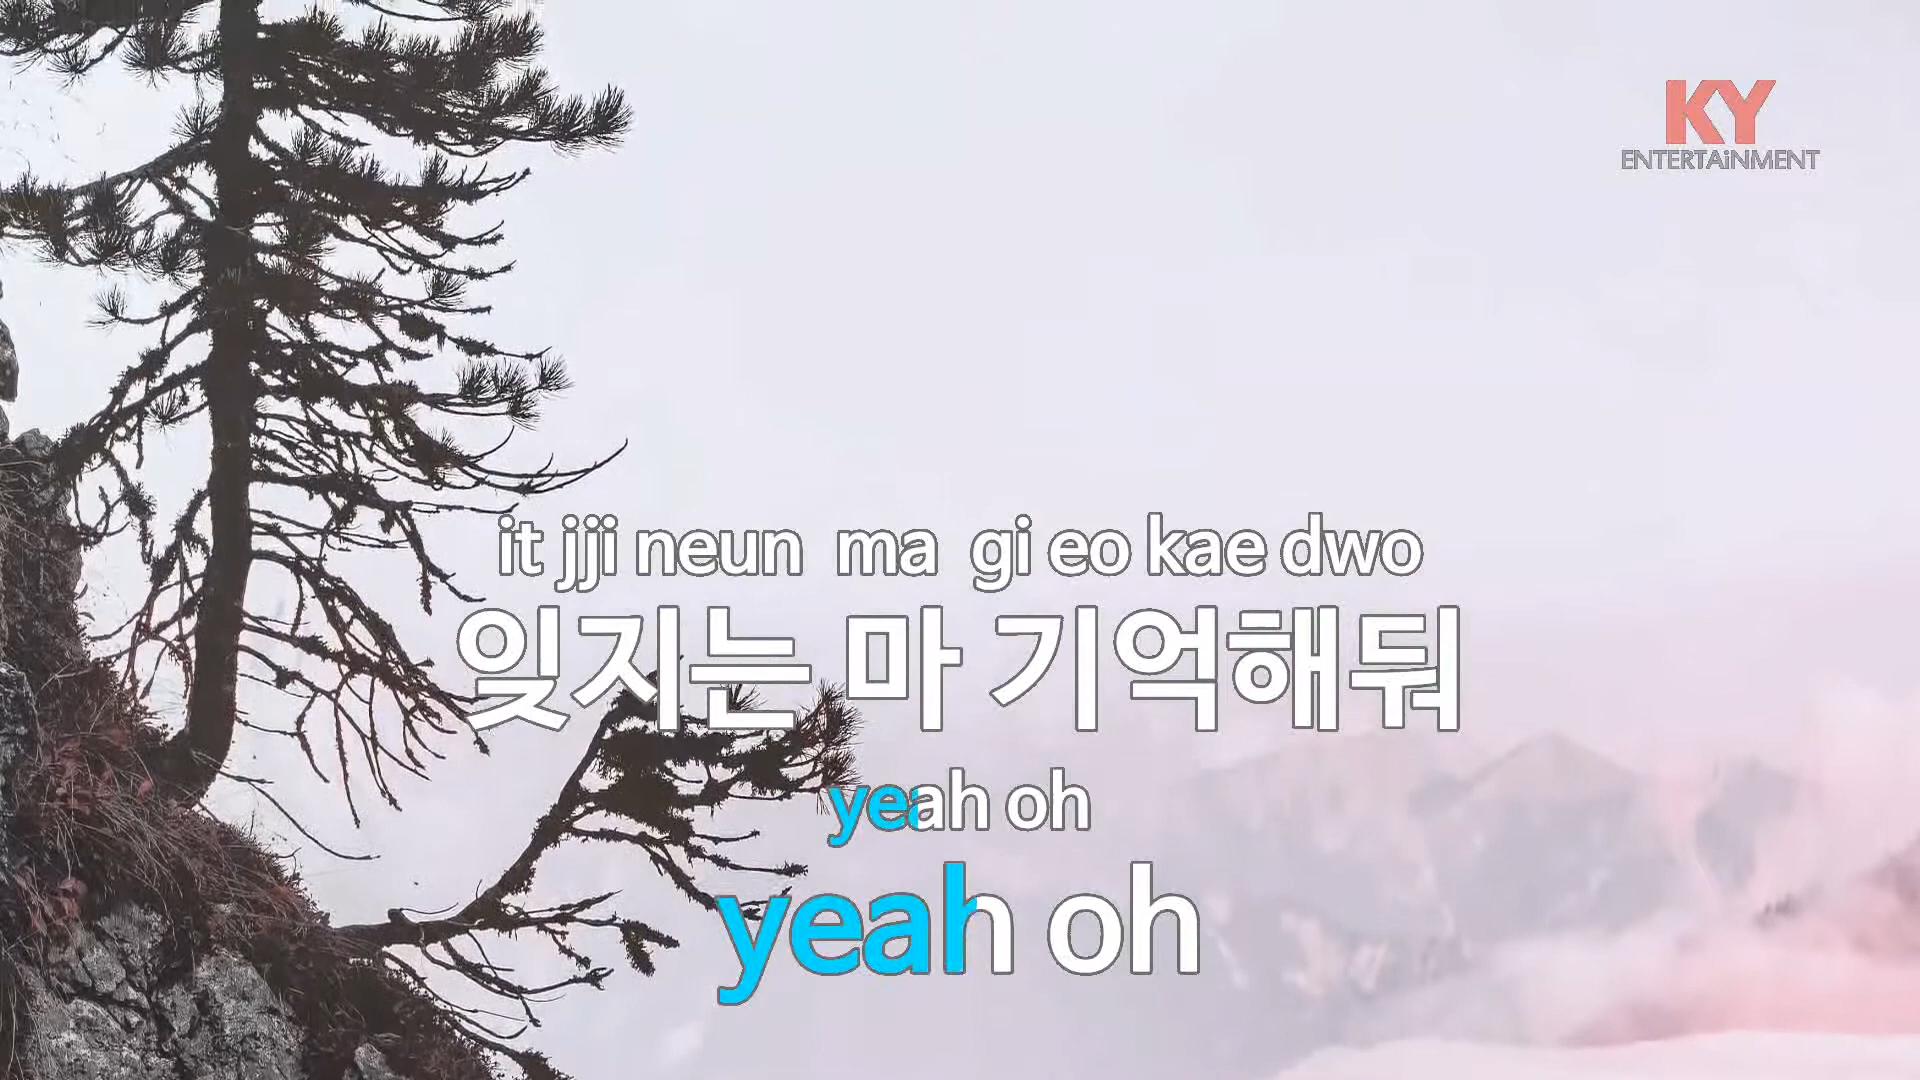 KY
ENTERTAiNMENT
it jji neun ma gi eo kae dwo
잊지는 마 기억해둬
yeah oh
yeah oh